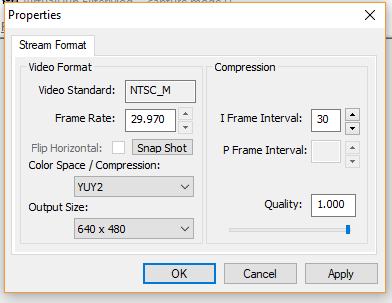 Properties
Stream Format
Video Format
Video Standard: NTSC_M
Frame Rate: 29.970
Flip Horizontal: Snap Shot
Color Space / Compression:
YUY2
Output Size:
640 x 480
Compression
I Frame Interval: 30
P Frame Interval:
Quality: 1.000
OK Cancel Apply